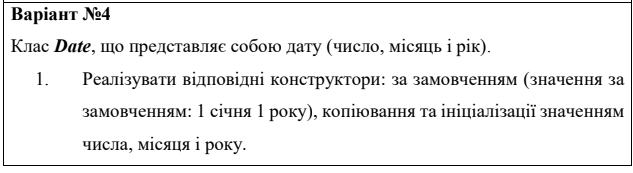 Варіант №4
Клас Date, що представляє собою дату (число, місяць і рік).
1. Реалізувати відповідні конструктори: за замовченням (значення за
замовченням: 1 січня 1 року), копіювання та ініціалізації значенням
числа, місяця і року.